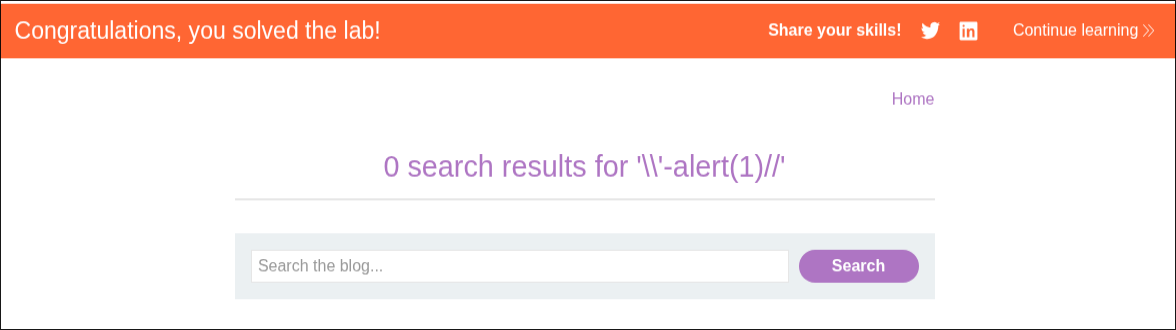 Congratulations, you solved the lab!
Share your skills!
Continue learning
Home
0 search results for '\\'-alert(1)//'
Search the blog...
Search